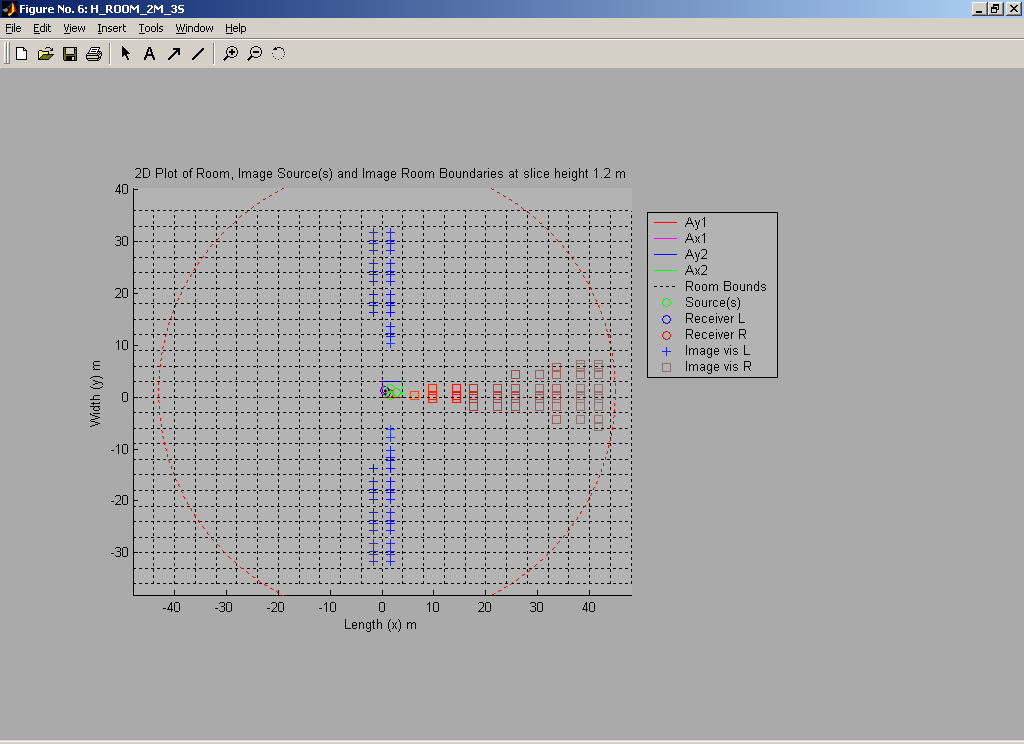 Figure No. 6: H_ROOM_2M_3S
File Edit View Insert Tools Window Help
A
2D Plot of Room, Image Source(s) and Image Room Boundaries at slice height 1.2 m
40
30
20
10
0
-10
-20
-30
Width (y) m
-40 -30 -20 -10 0 10 20 30 40
Length (x) m
Ay1
Ax1
Ay2
Ax2
Room Bounds
Source(s)
Receiver L
Receiver R
Image vis L
Image vis R